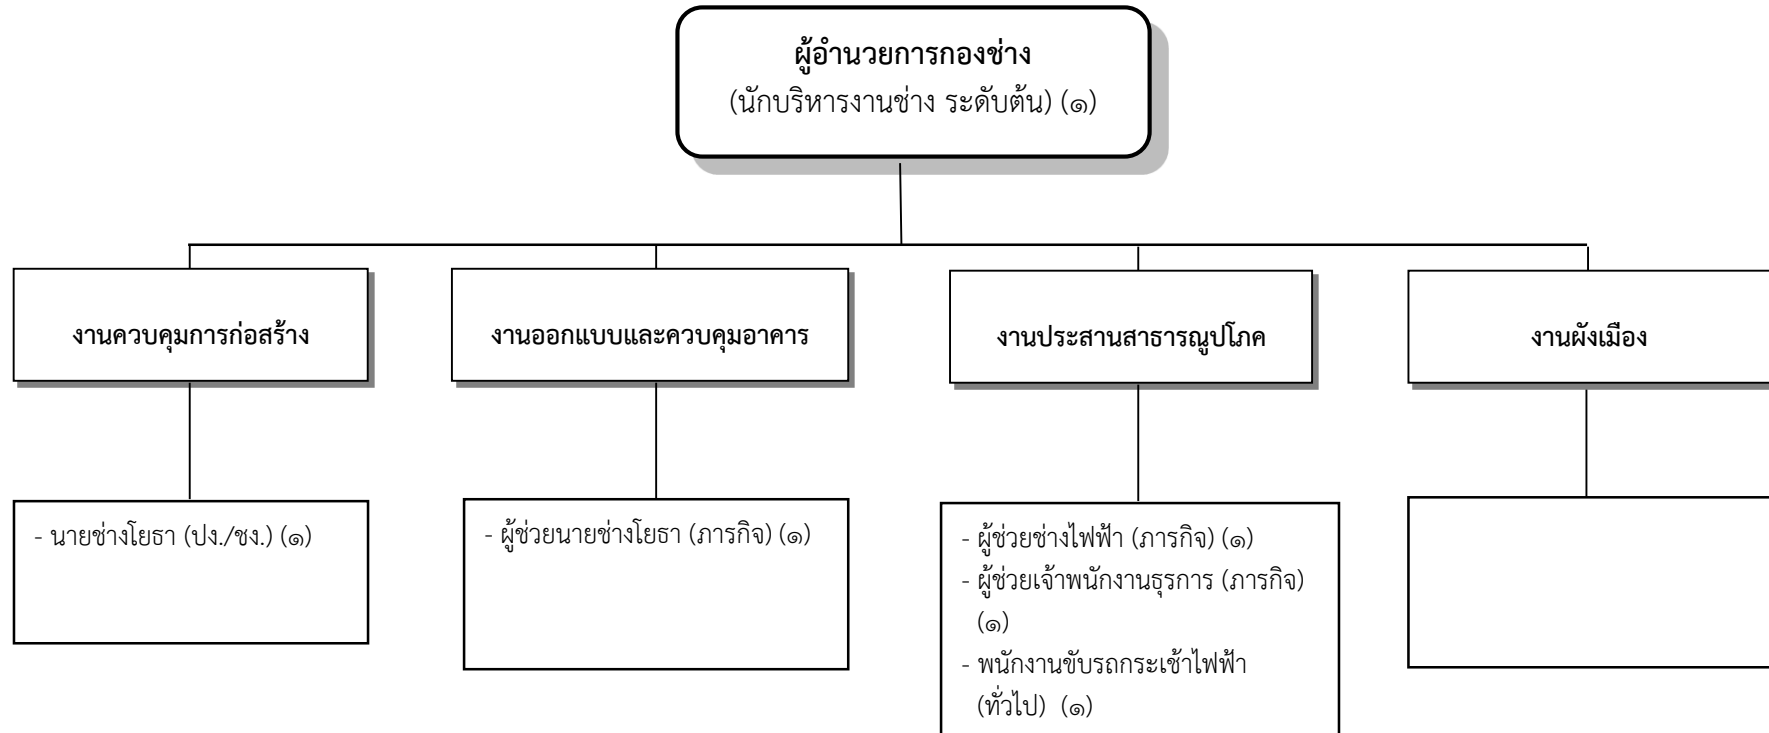 ผู้อำนวยการกองช่าง
(นักบริหารงานช่าง ระดับต้น) (๑)
งานควบคุมการก่อสร้าง
งานออกแบบและควบคุมอาคาร
งานประสานสาธารณูปโภค
งานผังเมือง
- นายช่างโยธา (ปง./ชง.) (๑)
- ผู้ช่วยนายช่างโยธา (ภารกิจ) (๑)
- ผู้ช่วยช่างไฟฟ้า (ภารกิจ) (๑)
- ผู้ช่วยเจ้าพนักงานธุรการ (ภารกิจ)
(๑)
- พนักงานขับรถกระเช้าไฟฟ้า
(ทั่วไป) (๑)